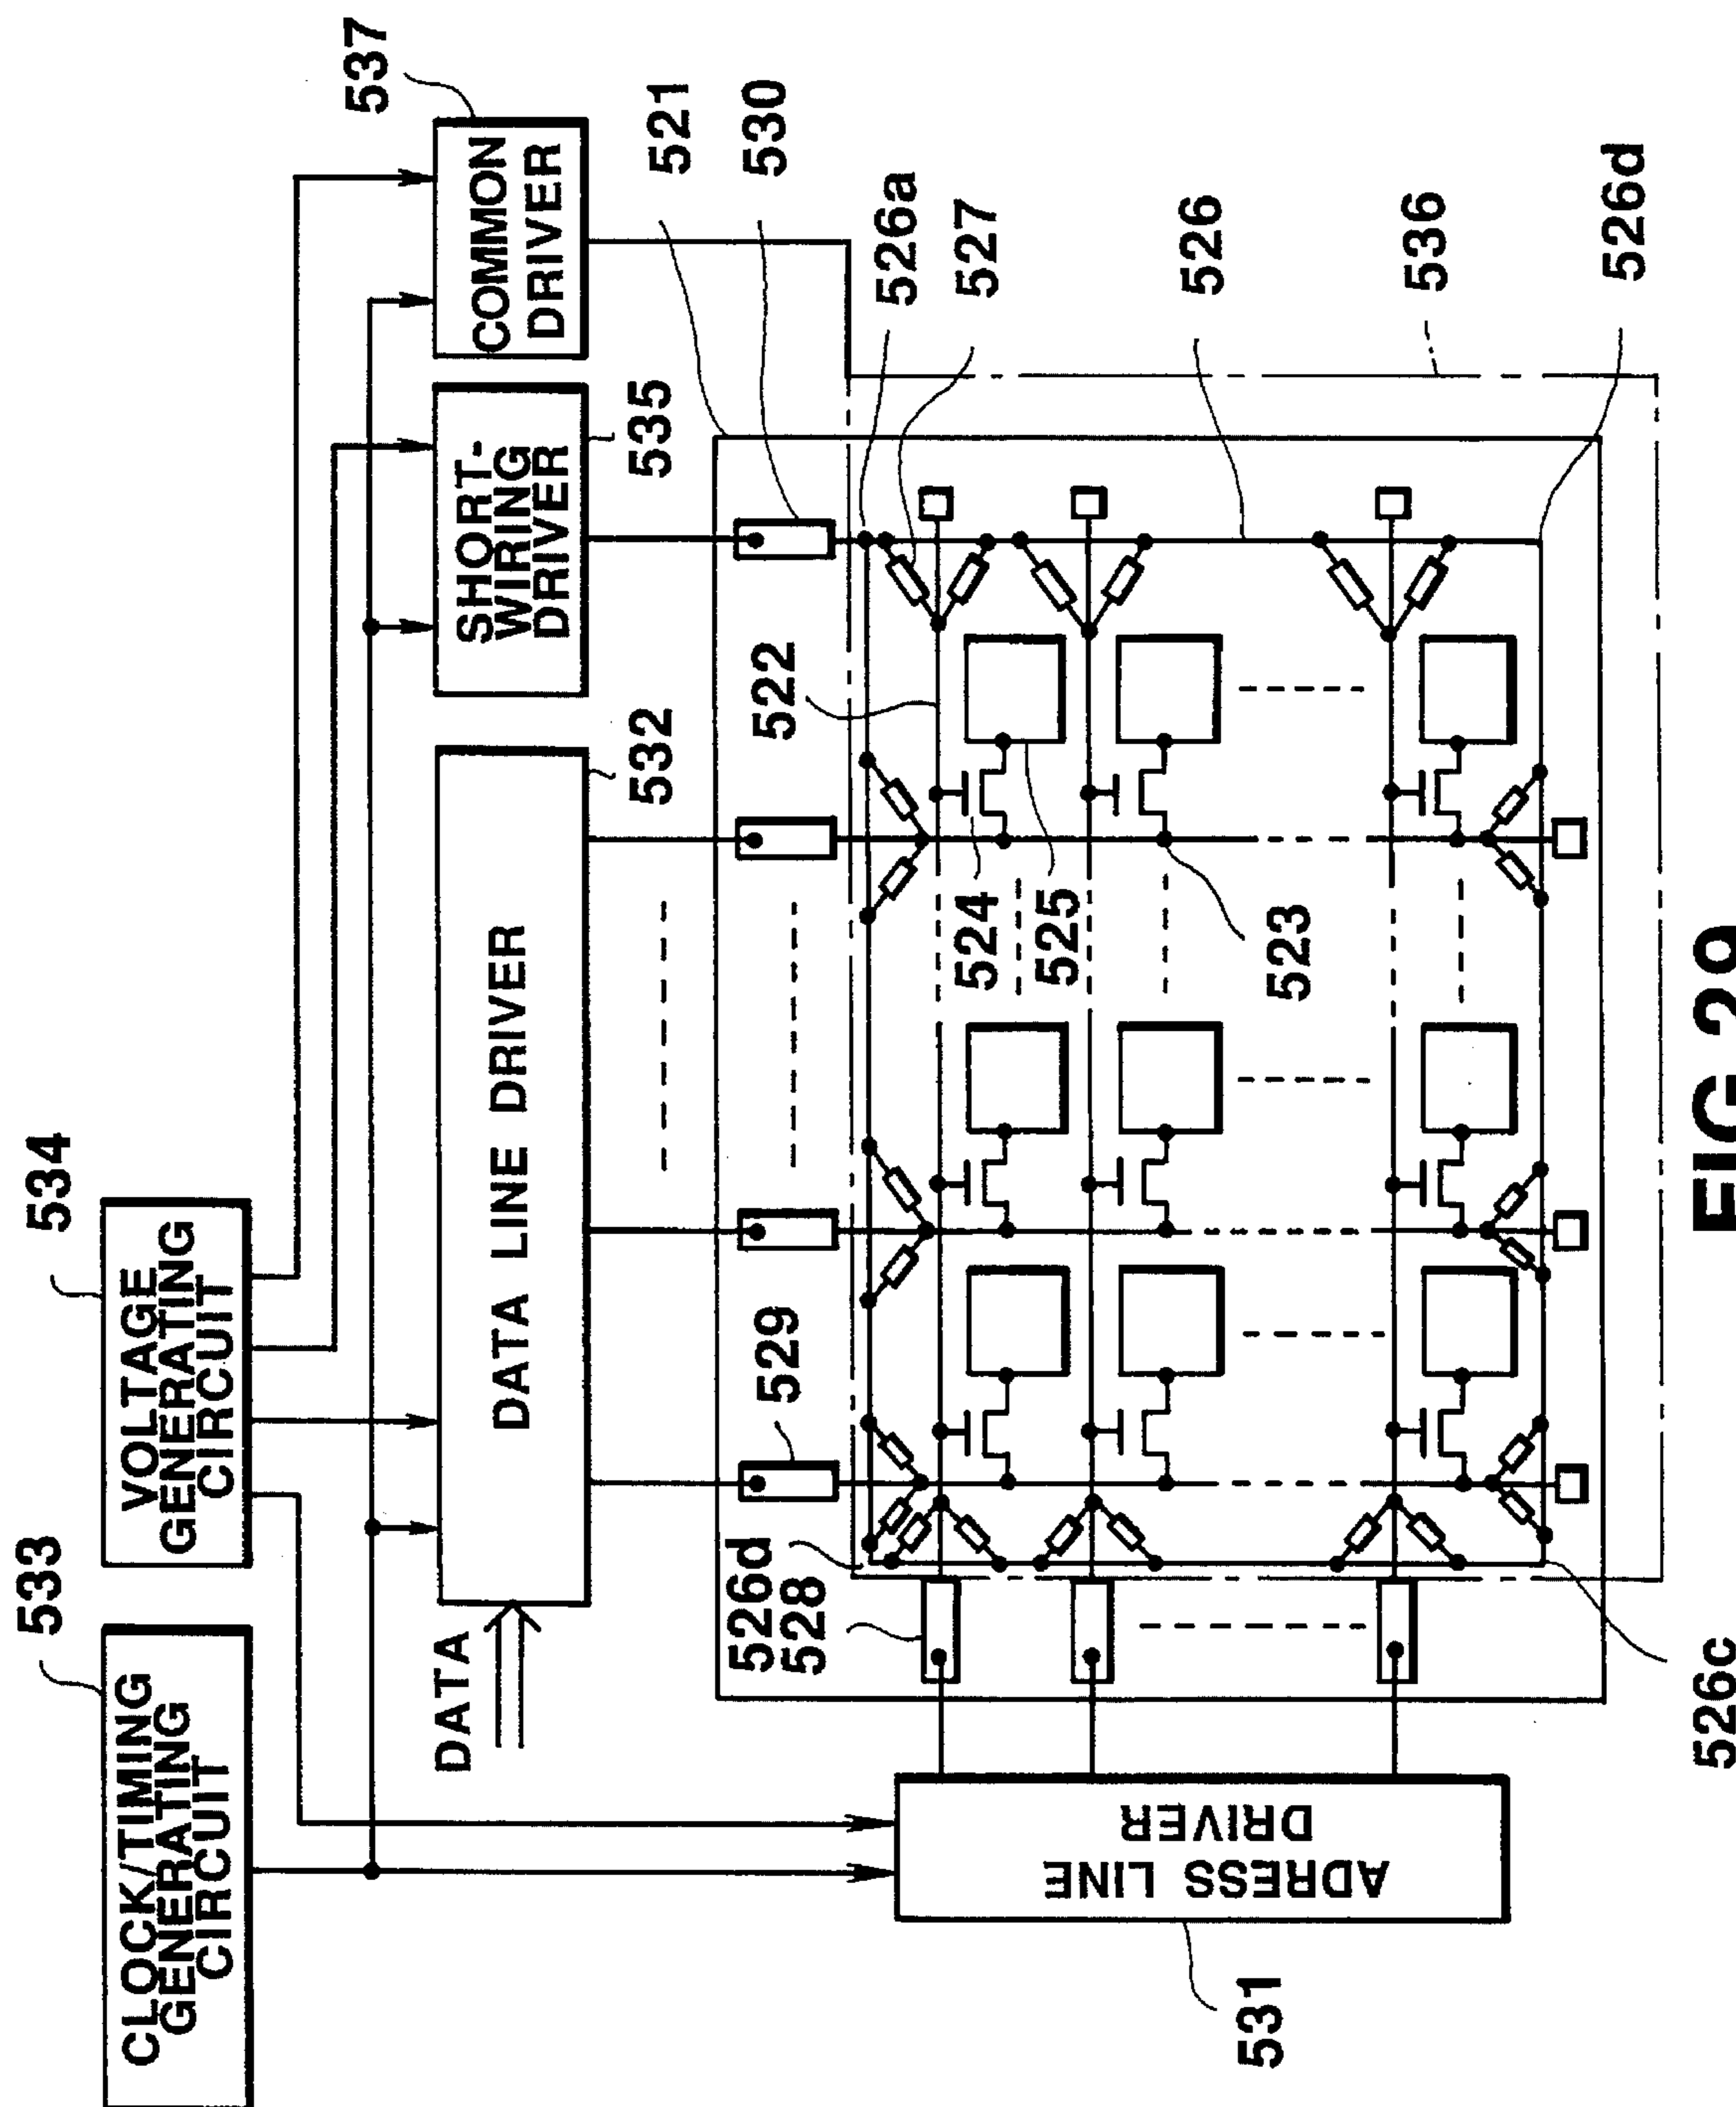 533
CLOCK/TIMING
GENERATING
CIRCUIT
534
VOLTAGE
GENERATING
CIRCUIT
537
COMMON
DRIVER
535
SHORT-
WIRING
DRIVER
532
DATA LINE DRIVER
DATA
521
530
526a
527
526
536
526d
522
524
525
523
529
526d
528
526c
531
ADRESS LINE
DRIVER
FIG.29